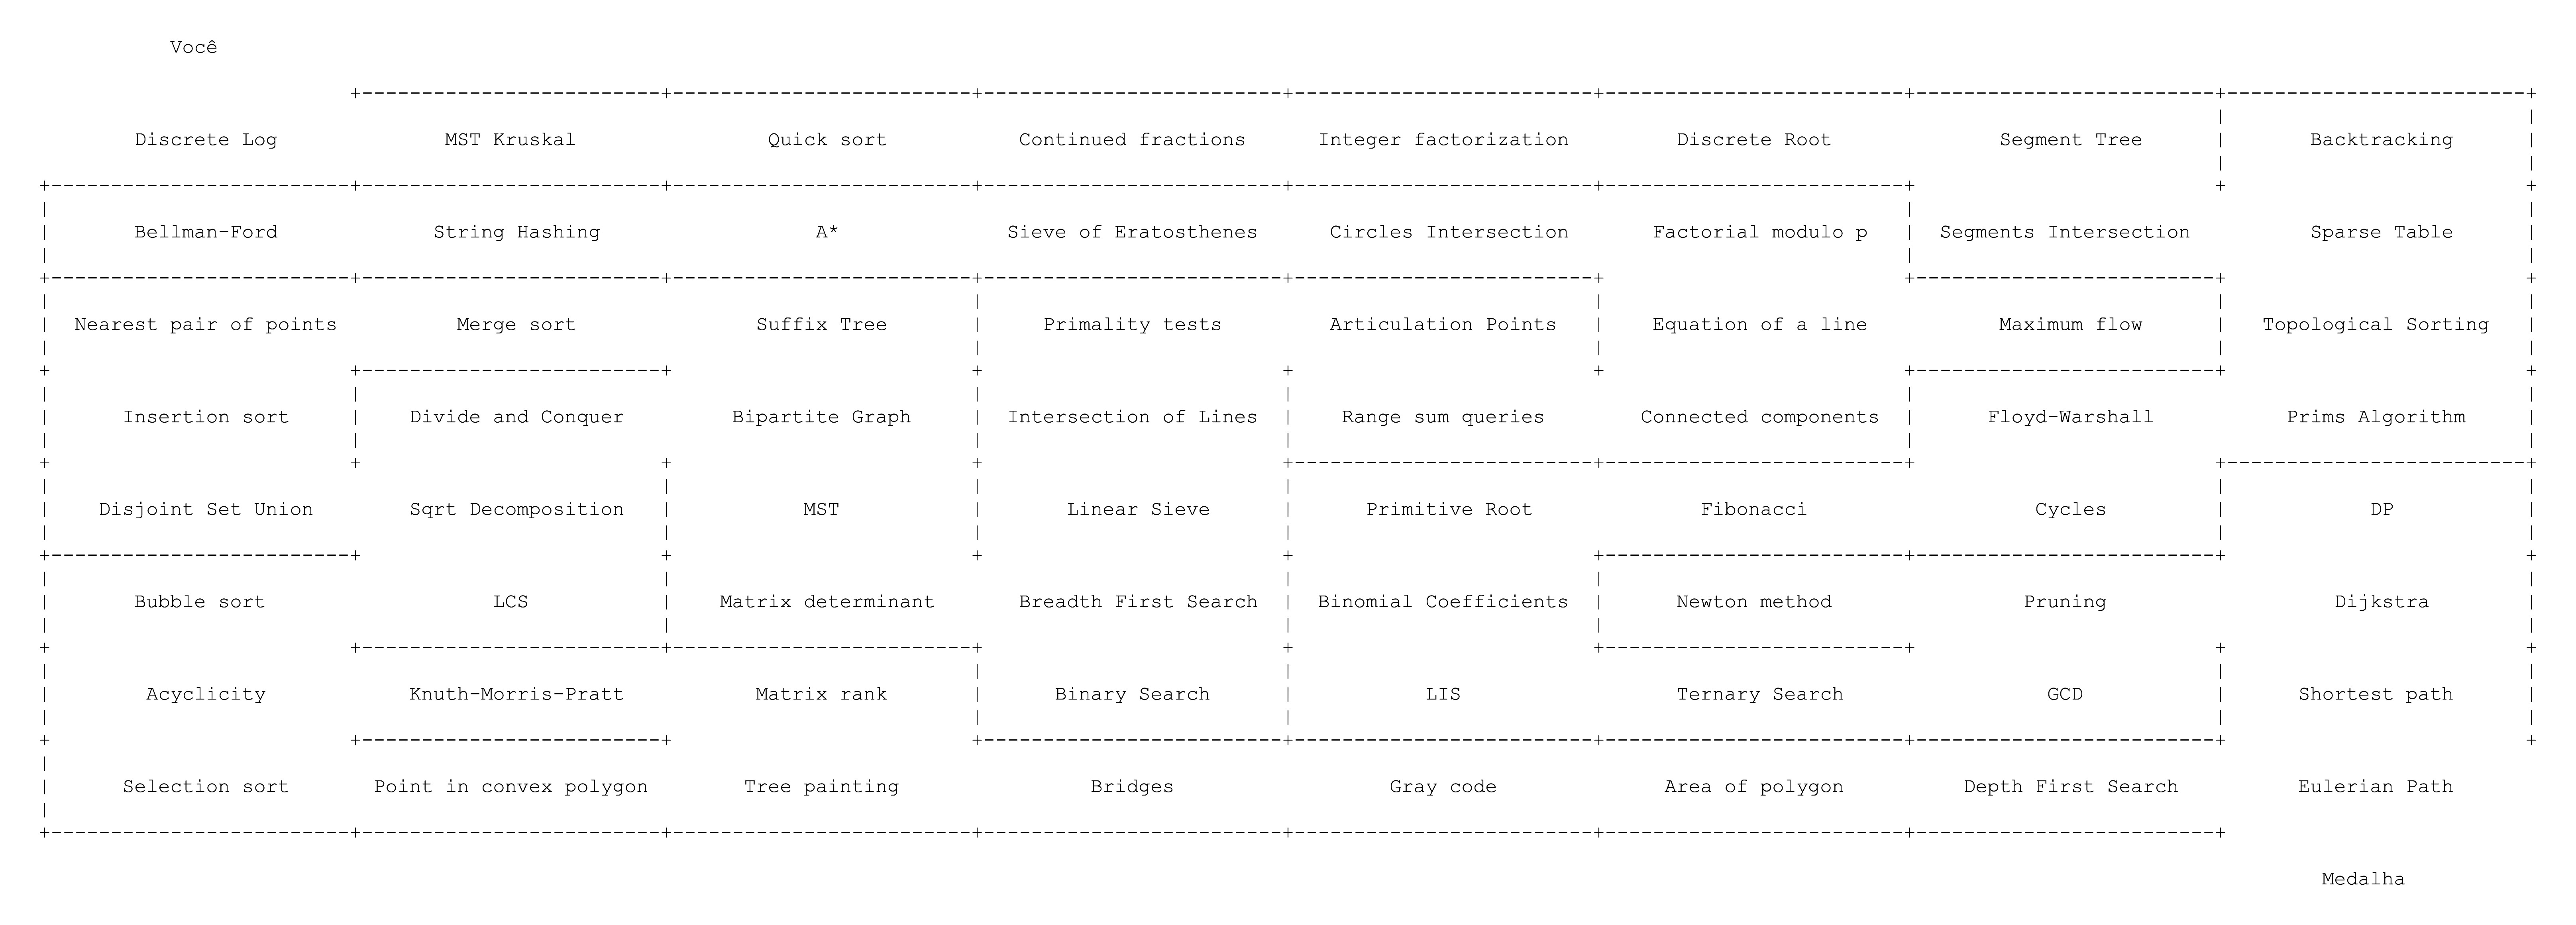 Você
Discrete Log MST Kruskal Quick sort Continued fractions Integer factorization Discrete Root Segment Tree Backtracking
Bellman-Ford String Hashing A* Sieve of Eratosthenes Circles Intersection Factorial modulo p Segments Intersection Sparse Table
Nearest pair of points Merge sort Suffix Tree Primality tests Articulation Points Equation of a line Maximum flow Topological Sorting
Insertion sort Divide and Conquer Bipartite Graph Intersection of Lines Range sum queries Connected components Floyd-Warshall Prims Algorithm
Disjoint Set Union Sqrt Decomposition MST Linear Sieve Primitive Root Fibonacci Cycles DP
Bubble sort LCS Matrix determinant Breadth First Search Binomial Coefficients Newton method Pruning Dijkstra
Acyclicity Knuth-Morris-Pratt Matrix rank Binary Search LIS Ternary Search GCD Shortest path
Selection sort Point in convex polygon Tree painting Bridges Gray code Area of polygon Depth First Search Eulerian Path
Medalha